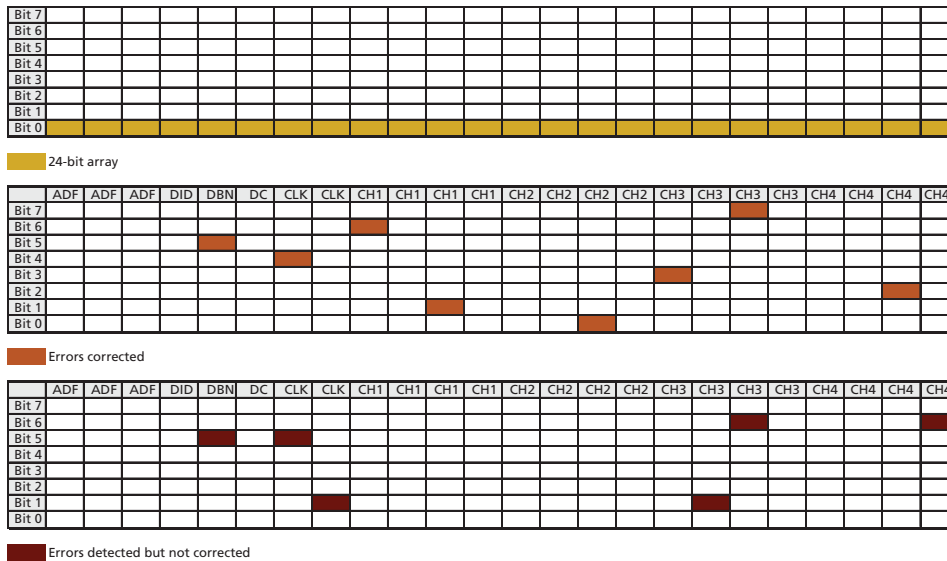 Bit 7
Bit 6
Bit 5
Bit 4
Bit 3
Bit 2
Bit 1
Bit 0
24-bit array
ADF ADF ADF DID DBN DC CLK CLK CH1 CH1 CH1 CH1 CH2 CH2 CH2 CH2 CH3 CH3 CH3 CH3 CH4 CH4 CH4 CH4
Bit 7
Bit 6
Bit 5
Bit 4
Bit 3
Bit 2
Bit 1
Bit 0
Errors corrected
ADF ADF ADF DID DBN DC CLK CLK CH1 CH1 CH1 CH1 CH2 CH2 CH2 CH2 CH3 CH3 CH3 CH3 CH4 CH4 CH4 CH4
Bit 7
Bit 6
Bit 5
Bit 4
Bit 3
Bit 2
Bit 1
Bit 0
Errors detected but not corrected